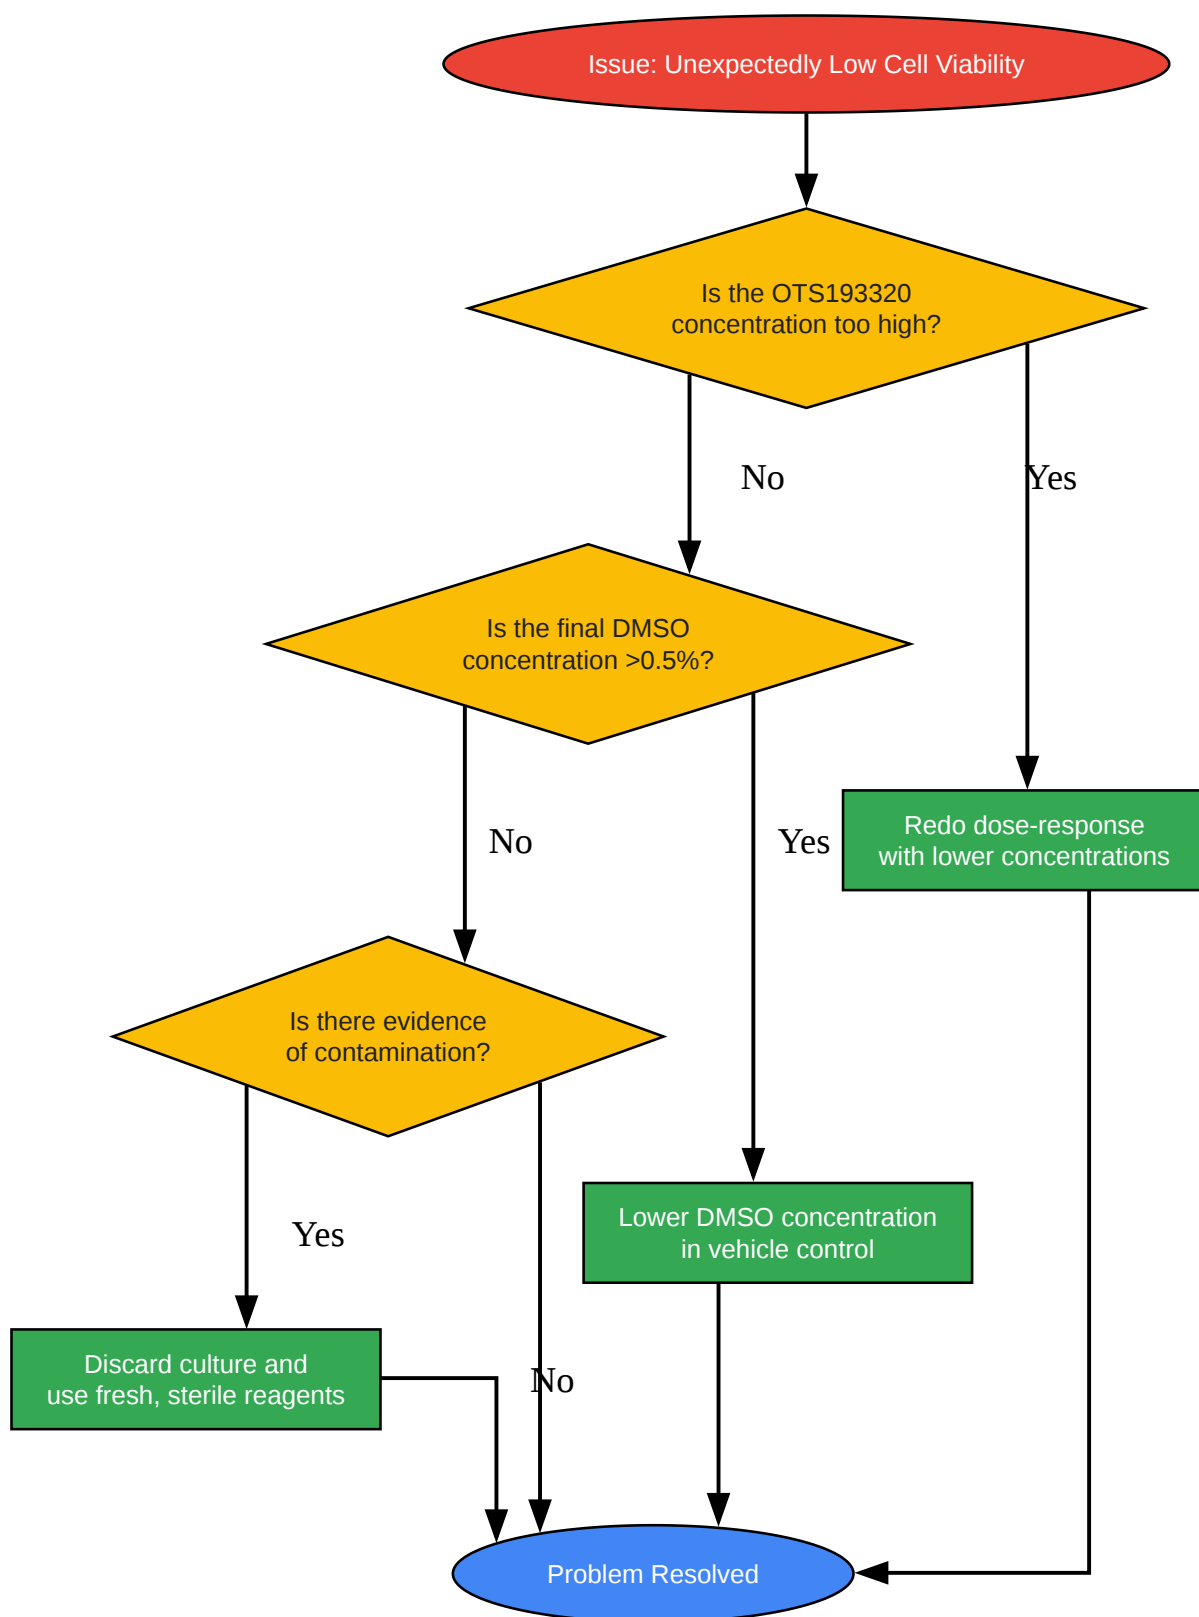 Issue: Unexpectedly Low Cell Viability
Is the OTS193320
concentration too high?
No
Yes
Is the final DMSO
concentration >0.5%?
No
Yes
Redo dose-response
with lower concentrations
Is there evidence
of contamination?
Yes
No
Lower DMSO concentration
in vehicle control
Discard culture and
use fresh, sterile reagents
Problem Resolved